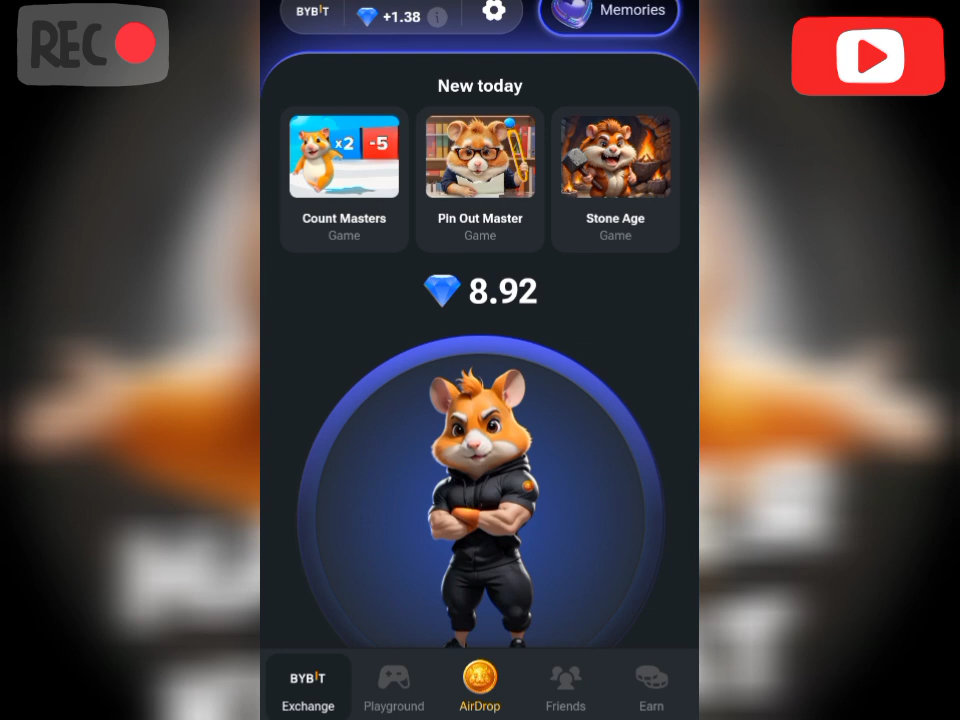 REC
BYBIT
+1.38
i
Memories
New today
x2
-5
Count Masters
Game
Pin Out Master
Game
Stone Age
Game
8.92
BYBIT
Exchange
Playground
AirDrop
Friends
Earn